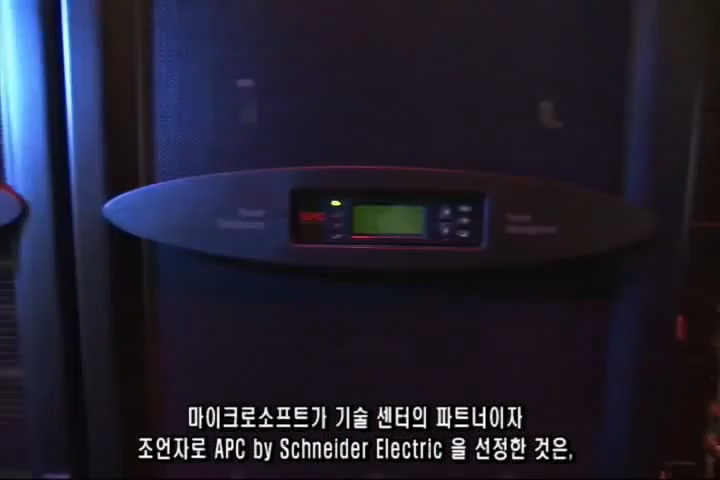 APC
마이크로소프트가 기술 센터의 파트너이자
조언자로 APC by Schneider Electric 을 선정한 것은,